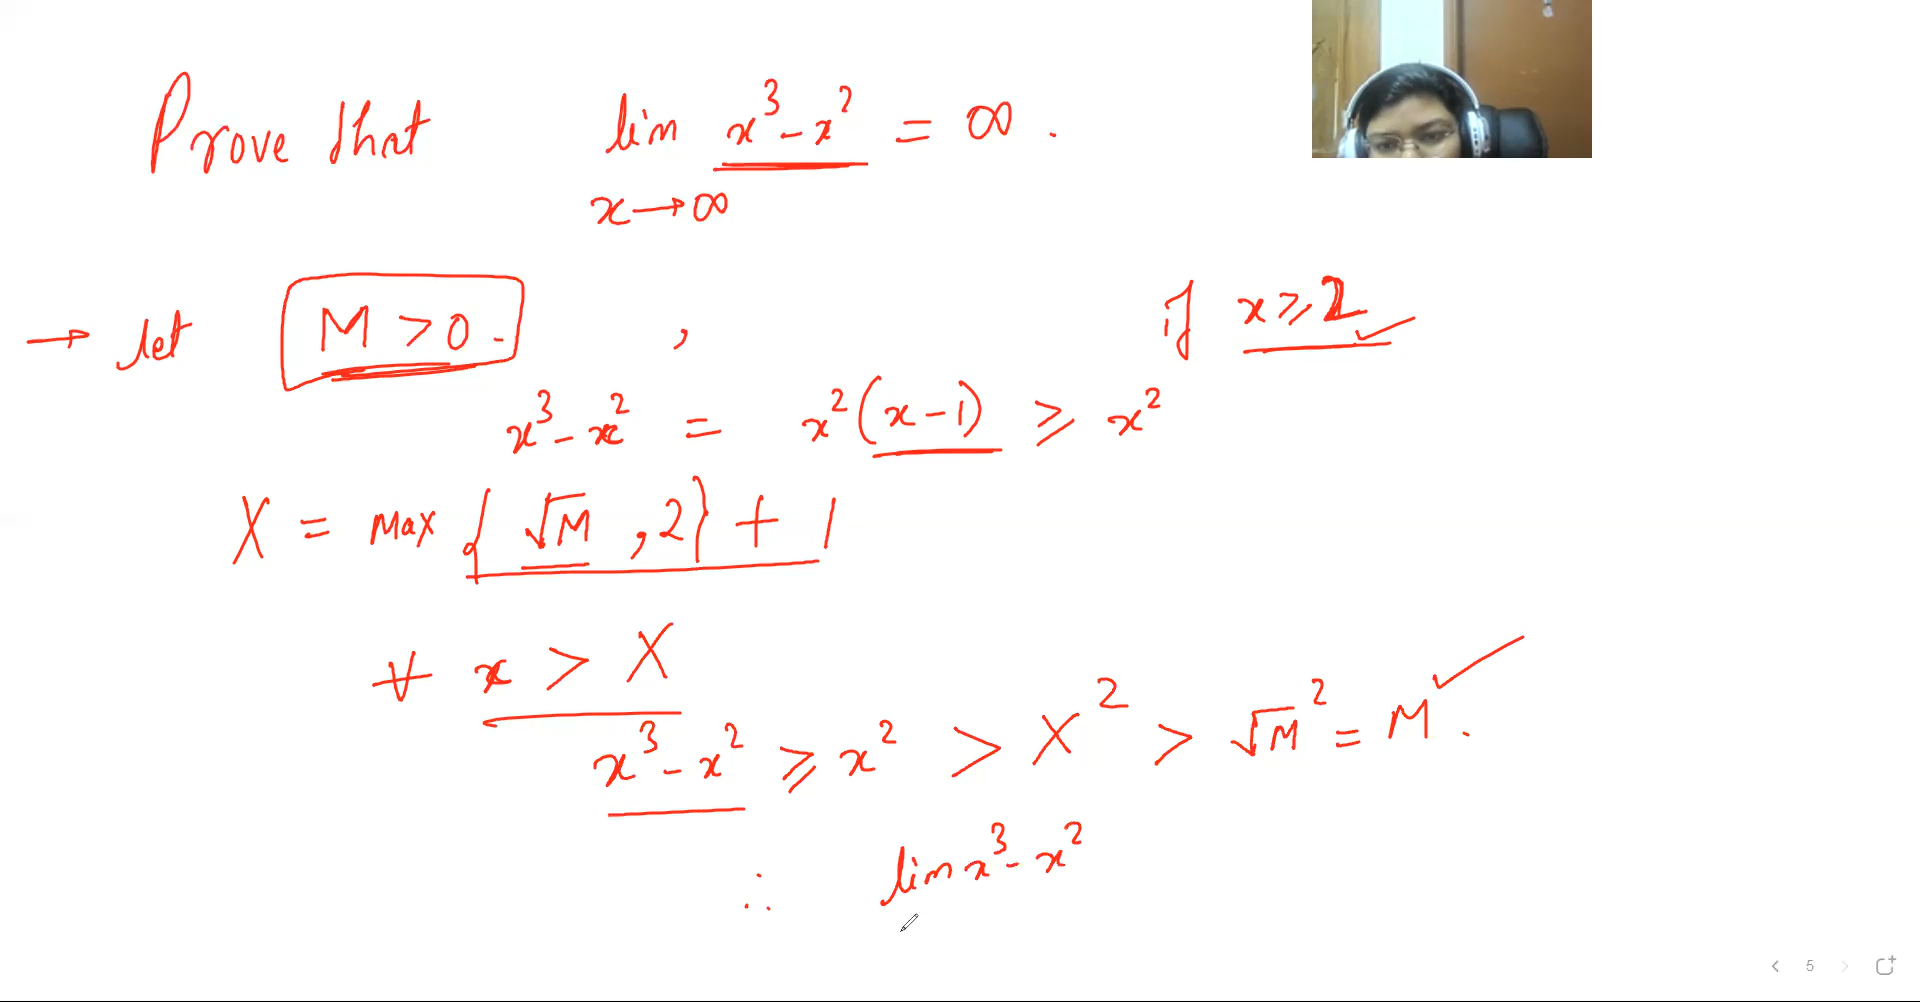 Prove that lim x³ - x² = ∞ .
x → ∞
→ let M > 0 . , if x ⩾ 2
x³ - x² = x² (x - 1) ⩾ x²
X = max { √M , 2 } + 1
∀ x > X
x³ - x² ⩾ x² > X² > √M² = M .
∴ lim x³ - x²
5